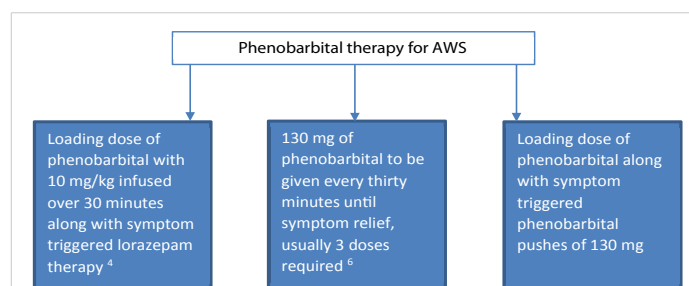 Phenobarbital therapy for AWS
Loading dose of
phenobarbital with
10 mg/kg infused
over 30 minutes
along with symptom
triggered lorazepam
therapy 4
130 mg of
phenobarbital to be
given every thirty
minutes until
symptom relief,
usually 3 doses
required 6
Loading dose of
phenobarbital along
with symptom
triggered
phenobarbital
pushes of 130 mg